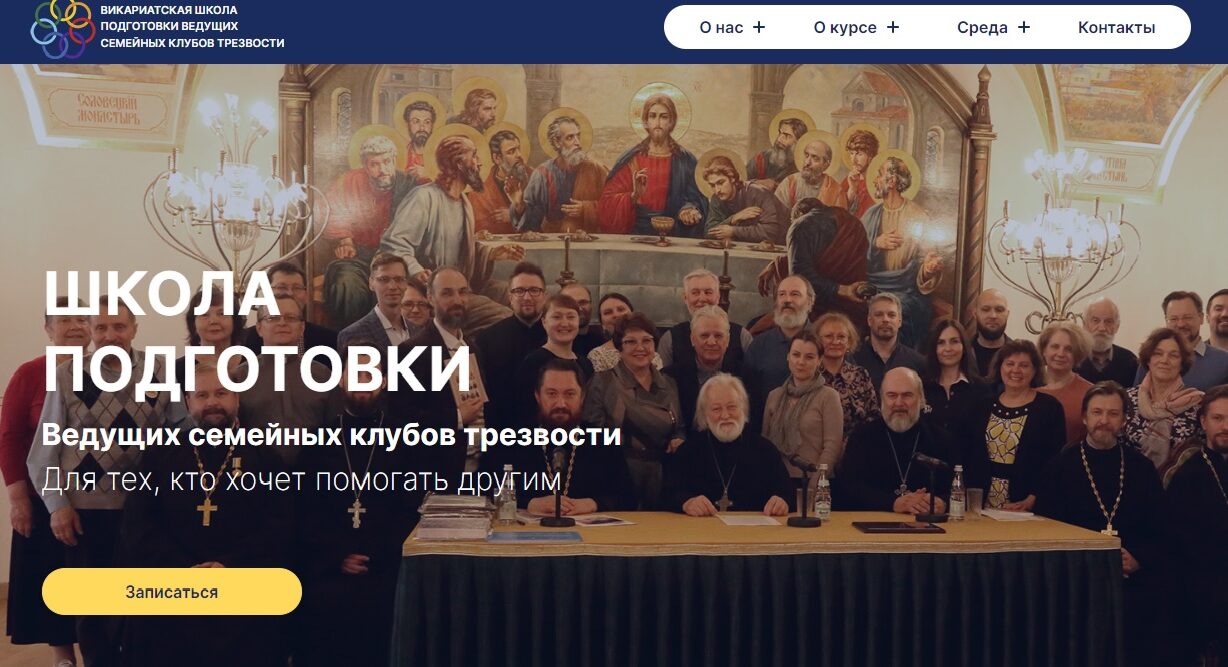 ВИКАРИАТСКАЯ ШКОЛА
ПОДГОТОВКИ ВЕДУЩИХ
СЕМЕЙНЫХ КЛУБОВ ТРЕЗВОСТИ
О нас +
О курсе +
Среда +
Контакты
СОЛОВЕЦКИЙ
МОНАСТЫРЬ
ШКОЛА
ПОДГОТОВКИ
Ведущих семейных клубов трезвости
Для тех, кто хочет помогать другим
Записаться